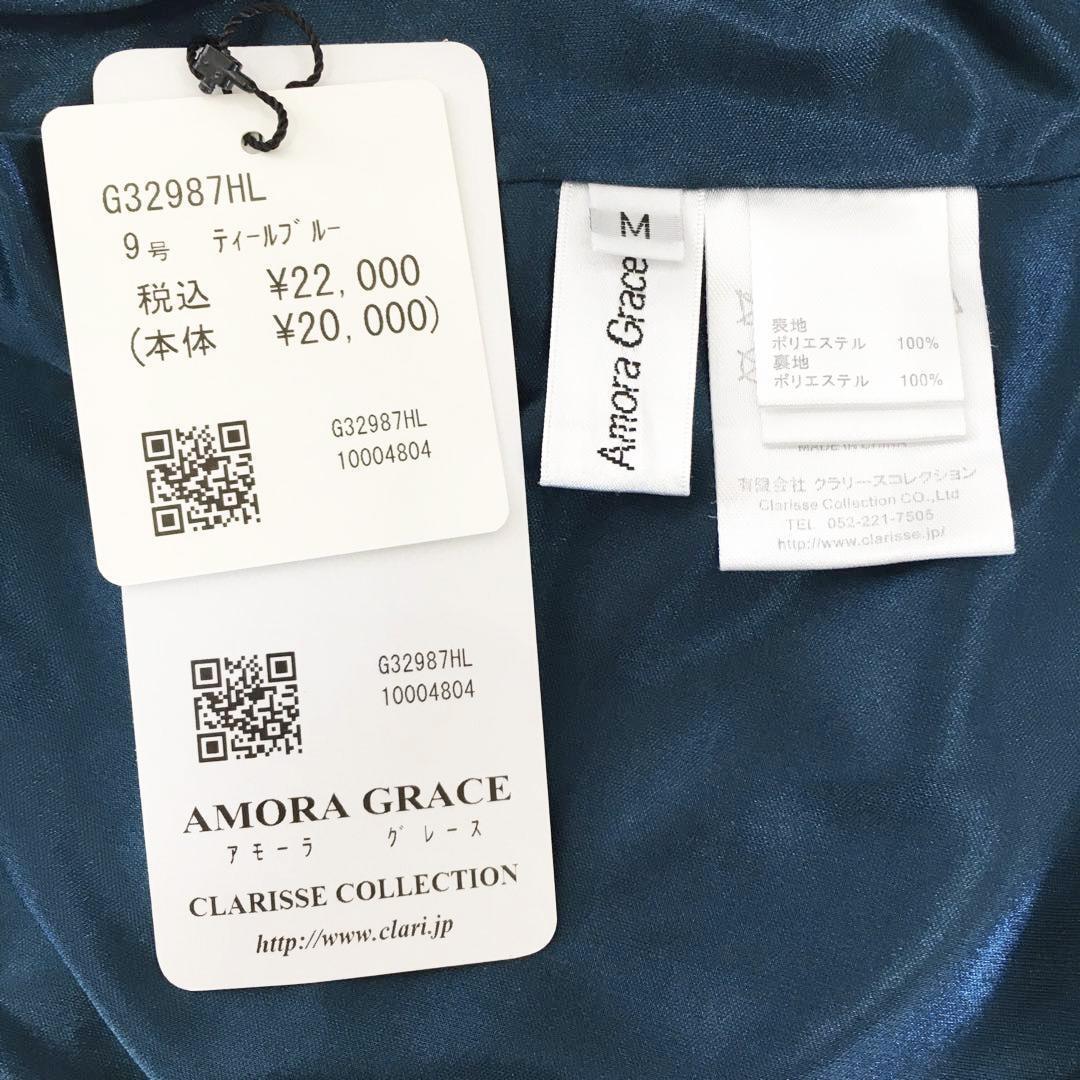 G32987HL
9号 ティールブルー
税込 ¥22,000
(本体 ¥20,000)
G32987HL
10004804
G32987HL
10004804
AMORA GRACE
アモーラ グレース
CLARISSE COLLECTION
http://www.clari.jp
M
Amora Grace
表地
ポリエステル 100%
裏地
ポリエステル 100%
MADE IN CHINA
有限会社 クラリースコレクション
Clarisse Collection CO.,Ltd
TEL 052-221-7505
http://www.clarisse.jp/